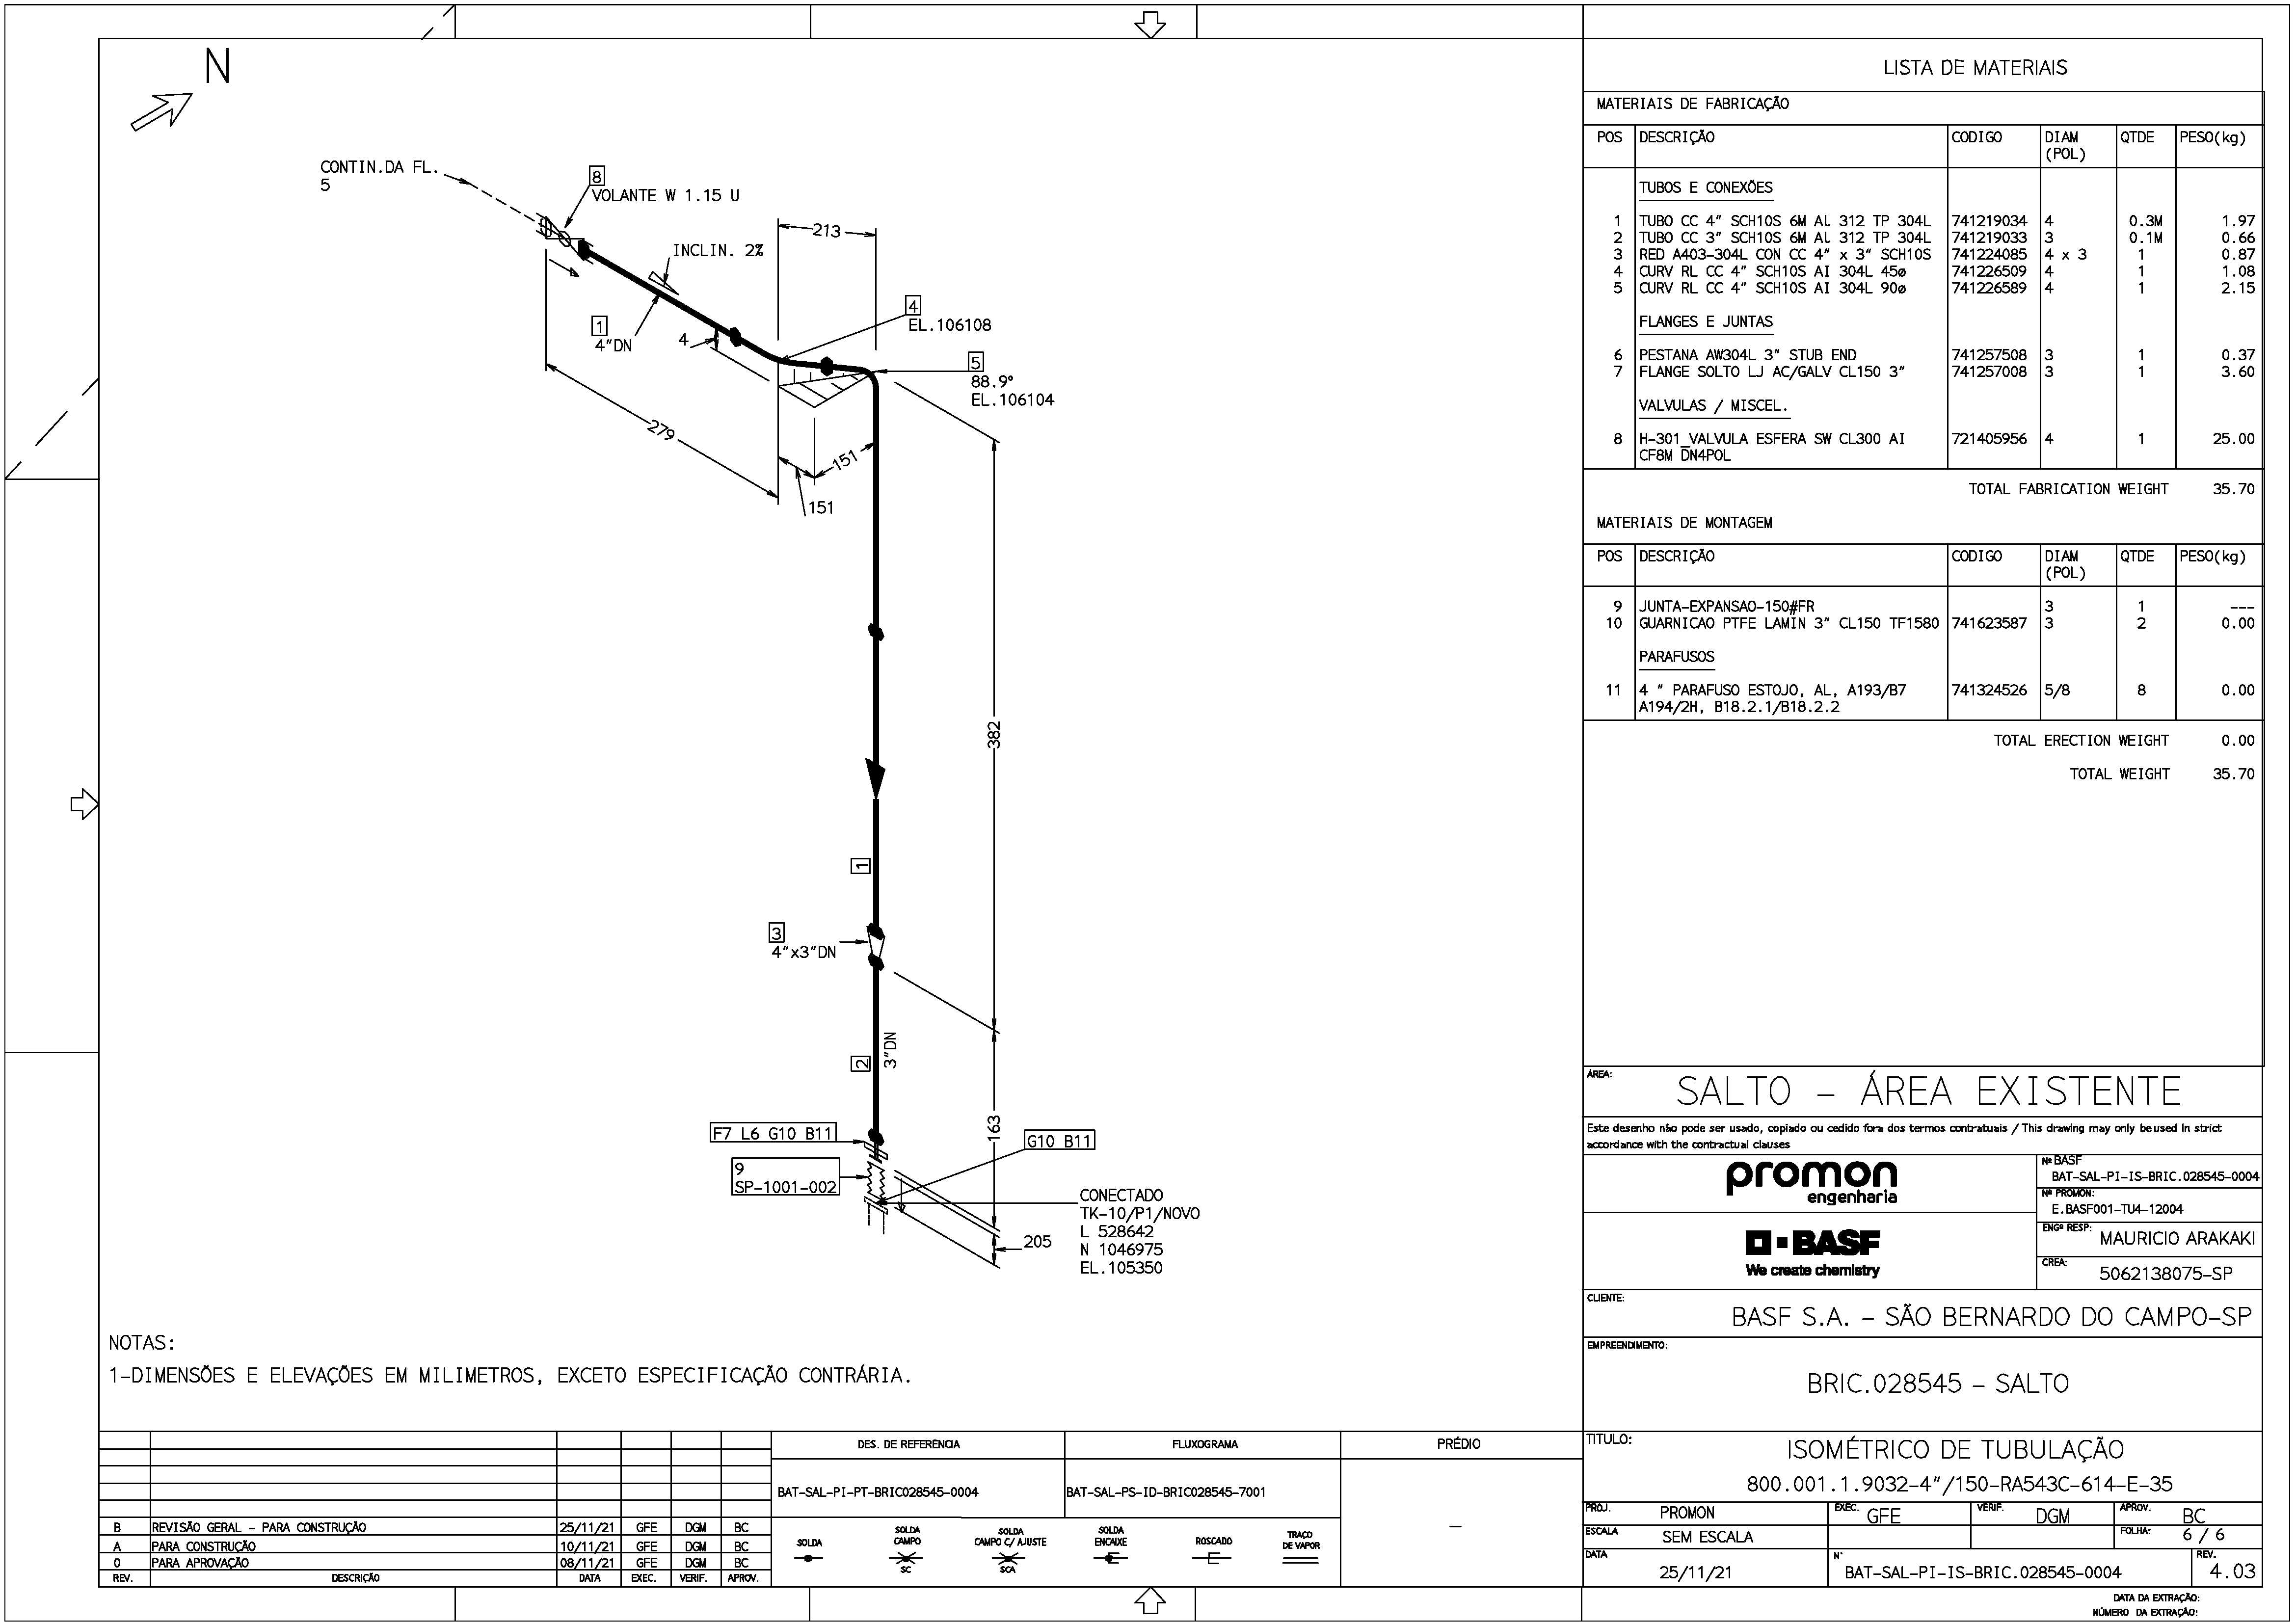 N
CONTIN.DA FL.
5
8
VOLANTE W 1.15 U
213
INCLIN. 2%
4
EL.106108
1
4"DN
4
5
88.9°
EL.106104
279
151
151
382
1
3
4"x3"DN
2
3"DN
163
F7 L6 G10 B11
G10 B11
9
SP-1001-002
CONECTADO
TK-10/P1/NOVO
L 528642
N 1046975
EL.105350
205
NOTAS:
1-DIMENSÕES E ELEVAÇÕES EM MILIMETROS, EXCETO ESPECIFICAÇÃO CONTRÁRIA.
LISTA DE MATERIAIS
MATERIAIS DE FABRICAÇÃO
POS DESCRIÇÃO CODIGO DIAM (POL) QTDE PESO(kg)
TUBOS E CONEXÕES
1 TUBO CC 4" SCH10S 6M AL 312 TP 304L 741219034 4 0.3M 1.97
2 TUBO CC 3" SCH10S 6M AL 312 TP 304L 741219033 3 0.1M 0.66
3 RED A403-304L CON CC 4" x 3" SCH10S 741224085 4 x 3 1 0.87
4 CURV RL CC 4" SCH10S AI 304L 45ø 741226509 4 1 1.08
5 CURV RL CC 4" SCH10S AI 304L 90ø 741226589 4 1 2.15
FLANGES E JUNTAS
6 PESTANA AW304L 3" STUB END 741257508 3 1 0.37
7 FLANGE SOLTO LJ AC/GALV CL150 3" 741257008 3 1 3.60
VALVULAS / MISCEL.
8 H-301_VALVULA ESFERA SW CL300 AI 721405956 4 1 25.00
CF8M DN4POL
TOTAL FABRICATION WEIGHT 35.70
MATERIAIS DE MONTAGEM
POS DESCRIÇÃO CODIGO DIAM (POL) QTDE PESO(kg)
9 JUNTA-EXPANSAO-150#FR 3 1 ---
10 GUARNICAO PTFE LAMIN 3" CL150 TF1580 741623587 3 2 0.00
PARAFUSOS
11 4 " PARAFUSO ESTOJO, AL, A193/B7 741324526 5/8 8 0.00
A194/2H, B18.2.1/B18.2.2
TOTAL ERECTION WEIGHT 0.00
TOTAL WEIGHT 35.70
ÁREA:
SALTO - ÁREA EXISTENTE
Este desenho não pode ser usado, copiado ou cedido fora dos termos contratuais / This drawing may only be used in strict
accordance with the contractual clauses
promon
engenharia
Nº BASF
BAT-SAL-PI-IS-BRIC.028545-0004
Nº PROMON:
E.BASF001-TU4-12004
BASF
We create chemistry
ENGº RESP:
MAURICIO ARAKAKI
CREA:
5062138075-SP
CLIENTE:
BASF S.A. - SÃO BERNARDO DO CAMPO-SP
EMPREENDIMENTO:
BRIC.028545 - SALTO
TITULO:
ISOMÉTRICO DE TUBULAÇÃO
800.001.1.9032-4"/150-RA543C-614-E-35
PROJ. PROMON EXEC. GFE VERIF. DGM APROV. BC
ESCALA SEM ESCALA FOLHA: 6 / 6
DATA 25/11/21 N° BAT-SAL-PI-IS-BRIC.028545-0004 REV. 4.03
DATA DA EXTRAÇÃO:
NÚMERO DA EXTRAÇÃO:
B REVISÃO GERAL - PARA CONSTRUÇÃO 25/11/21 GFE DGM BC
A PARA CONSTRUÇÃO 10/11/21 GFE DGM BC
0 PARA APROVAÇÃO 08/11/21 GFE DGM BC
REV. DESCRIÇÃO DATA EXEC. VERIF. APROV.
DES. DE REFERÊNCIA FLUXOGRAMA PRÉDIO
BAT-SAL-PI-PT-BRIC028545-0004 BAT-SAL-PS-ID-BRIC028545-7001 -
SOLDA
SOLDA CAMPO
SC
SOLDA CAMPO C/ AJUSTE
SCA
SOLDA ENCAIXE
ROSCADO
TRAÇO DE VAPOR